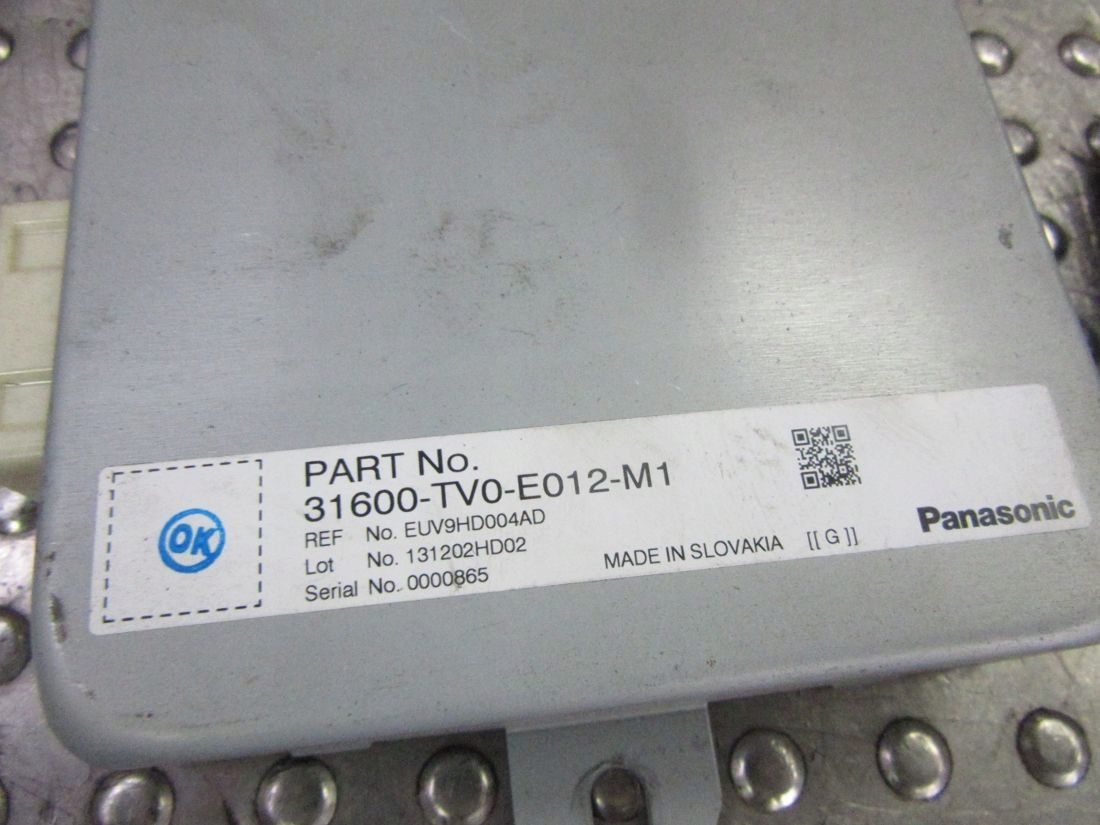 OK
PART No.
31600-TV0-E012-M1
REF No. EUV9HD004AD
Lot No. 131202HD02
Serial No. 0000865
MADE IN SLOVAKIA [[ G ]]
Panasonic